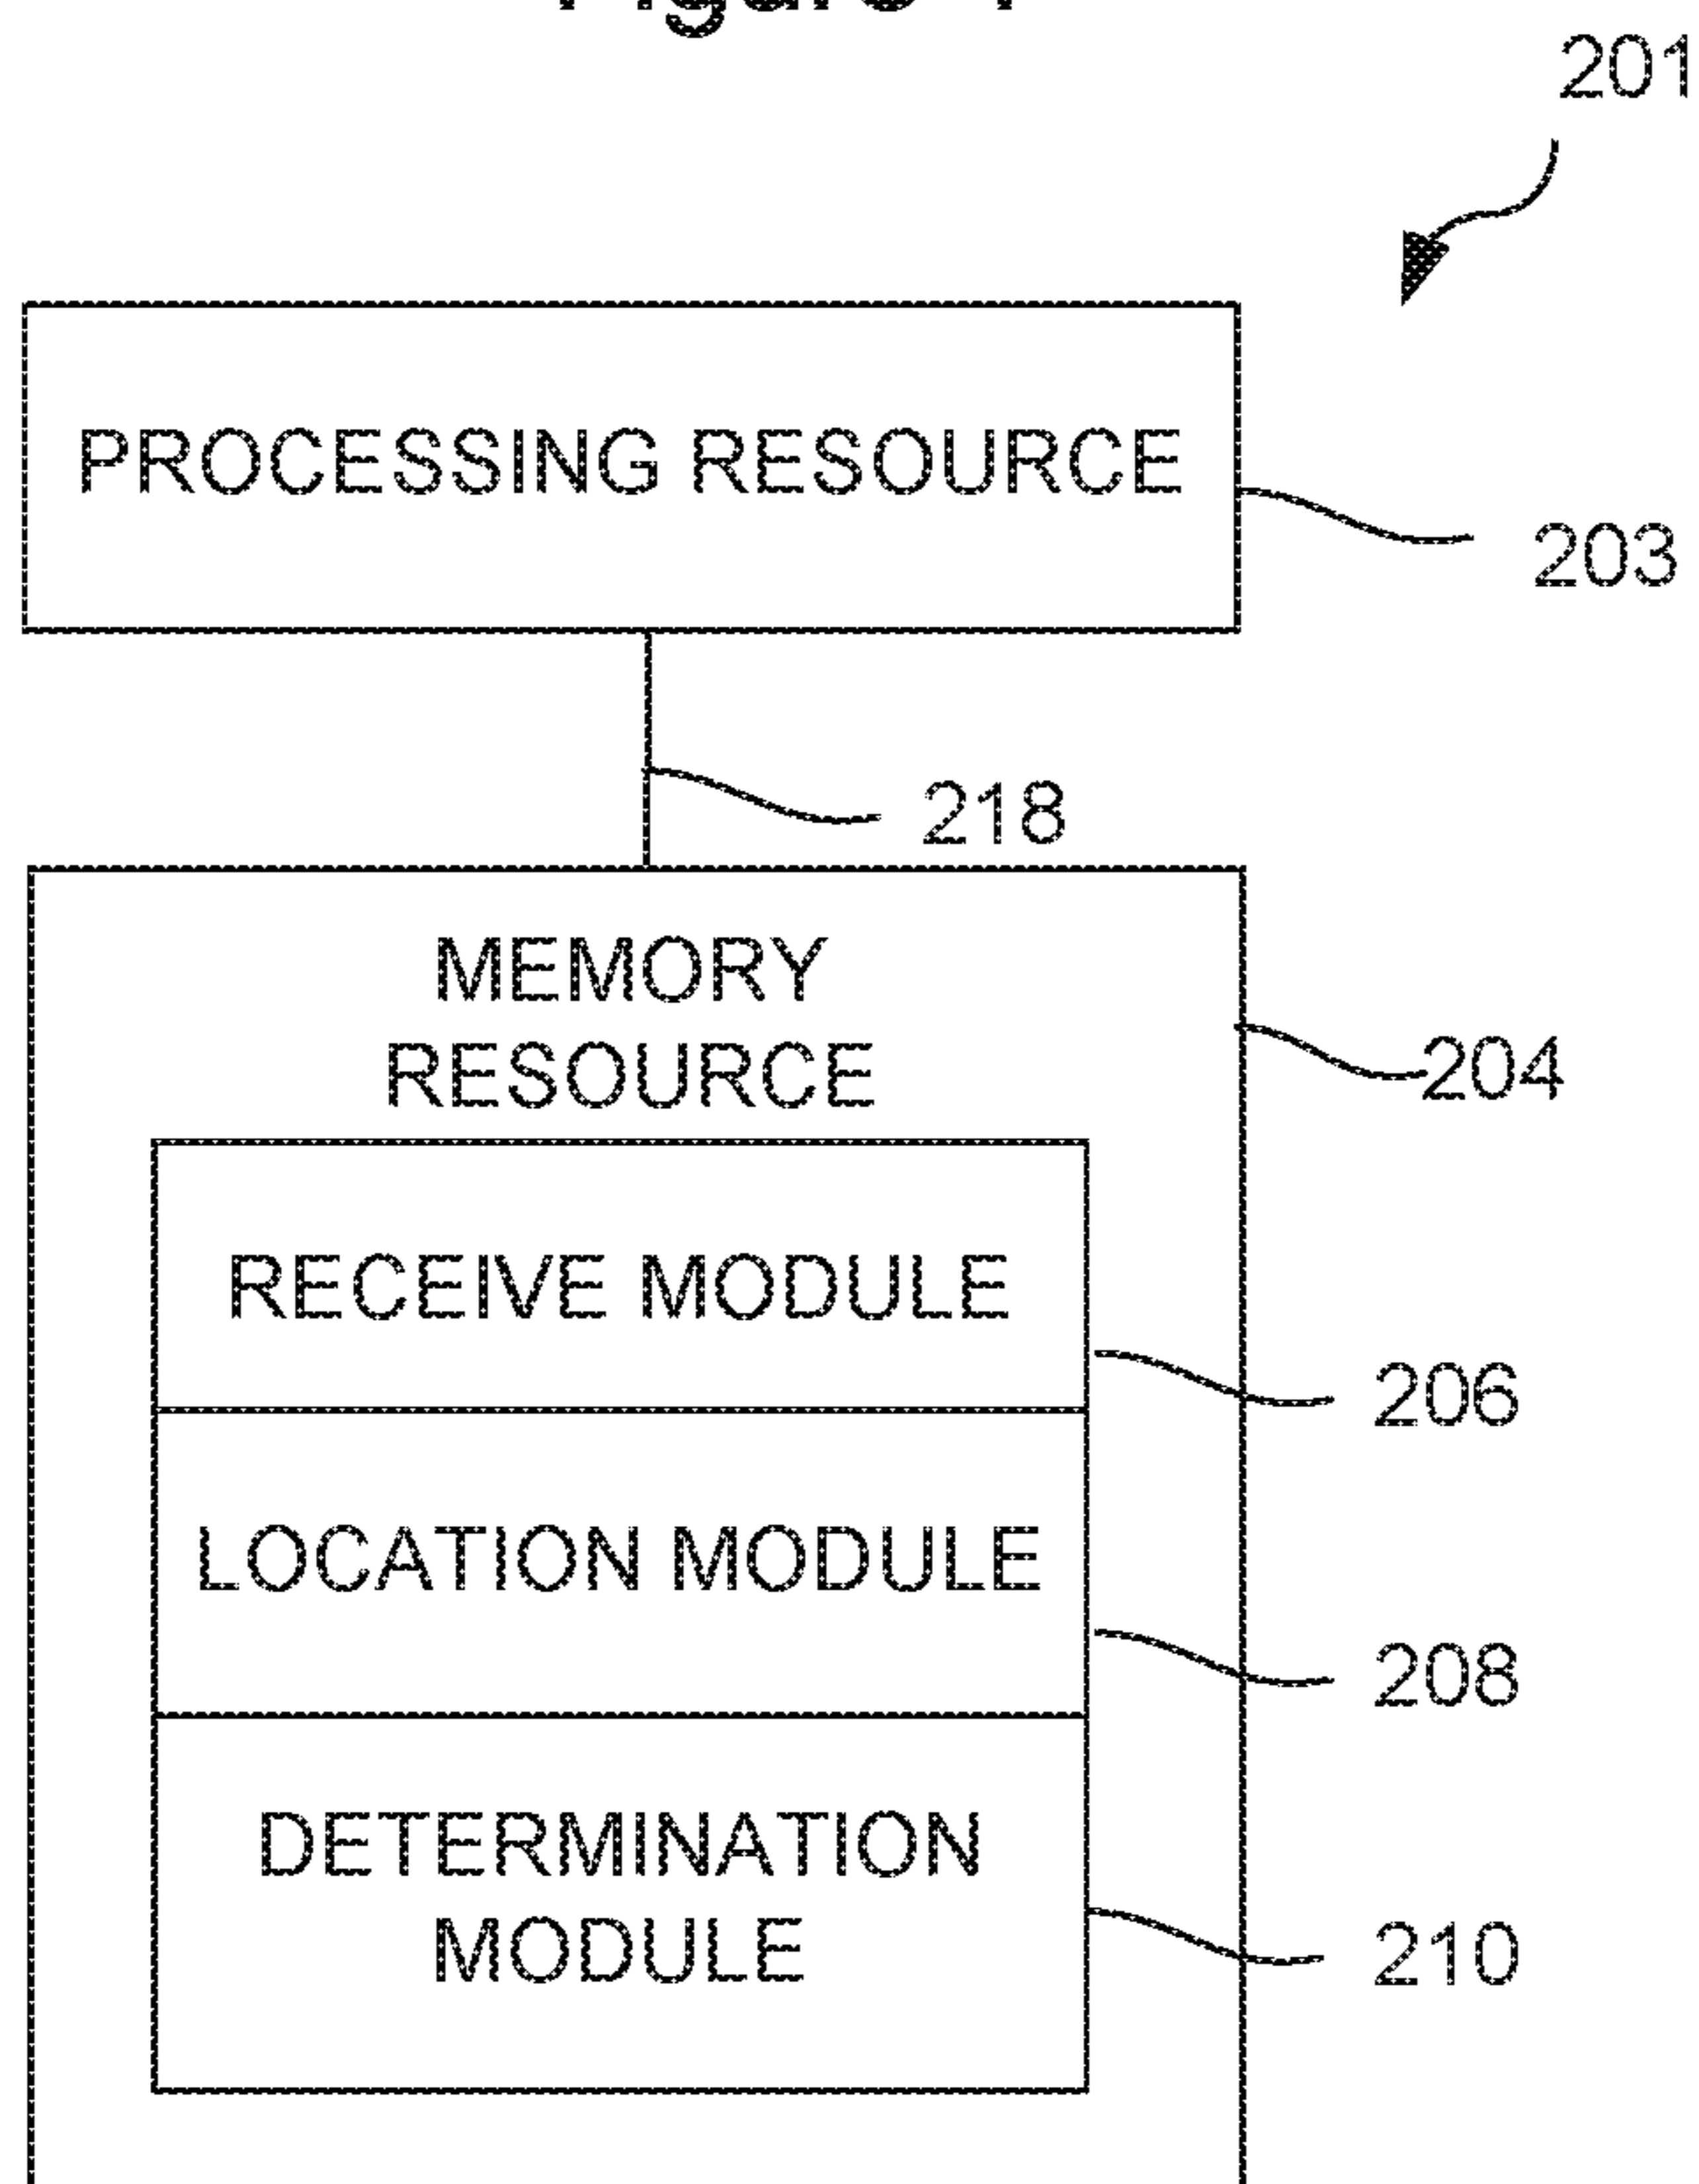 201
PROCESSING RESOURCE
203
218
MEMORY
RESOURCE
204
RECEIVE MODULE
206
LOCATION MODULE
208
DETERMINATION
MODULE
210